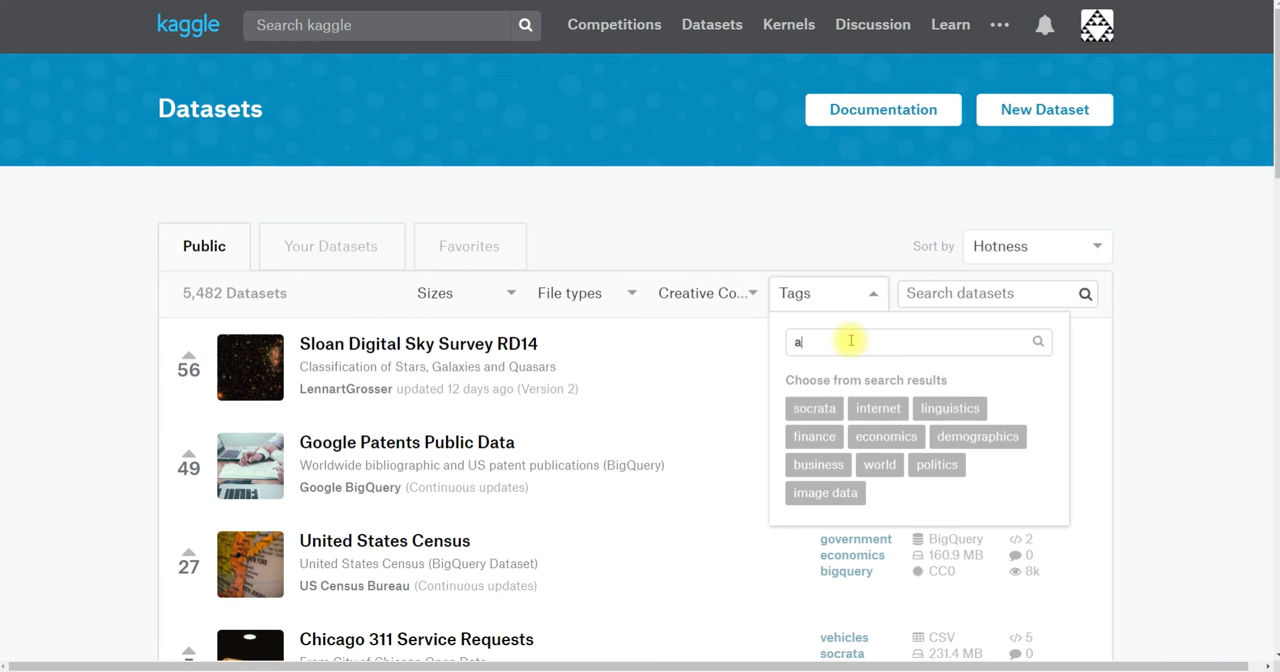 kaggle Search kaggle Competitions Datasets Kernels Discussion Learn
Datasets Documentation New Dataset
Public Your Datasets Favorites Sort by Hotness
5,482 Datasets Sizes File types Creative Co... Tags Search datasets
a
Choose from search results
socrata internet linguistics
finance economics demographics
business world politics
image data
56
Sloan Digital Sky Survey RD14
Classification of Stars, Galaxies and Quasars
LennartGrosser updated 12 days ago (Version 2)
49
Google Patents Public Data
Worldwide bibliographic and US patent publications (BigQuery)
Google BigQuery (Continuous updates)
27
United States Census
United States Census (BigQuery Dataset)
US Census Bureau (Continuous updates)
government BigQuery 2
economics 160.9 MB 0
bigquery CC0 8k
Chicago 311 Service Requests
vehicles CSV 5
socrata 231.4 MB 0